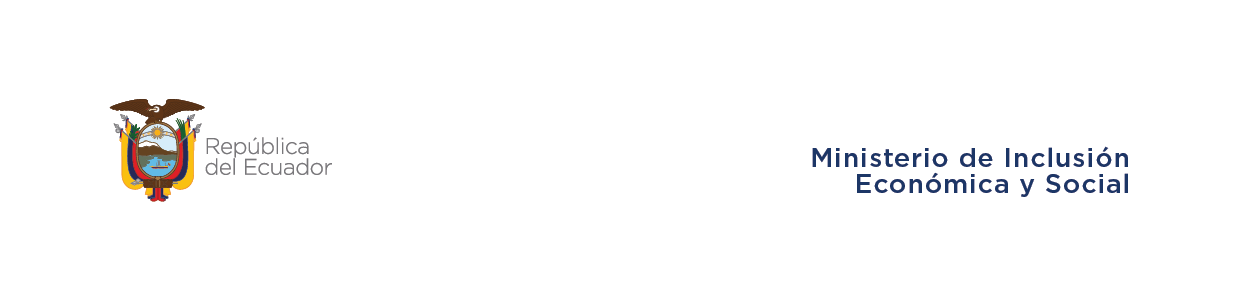 República
del Ecuador
Ministerio de Inclusión
Económica y Social